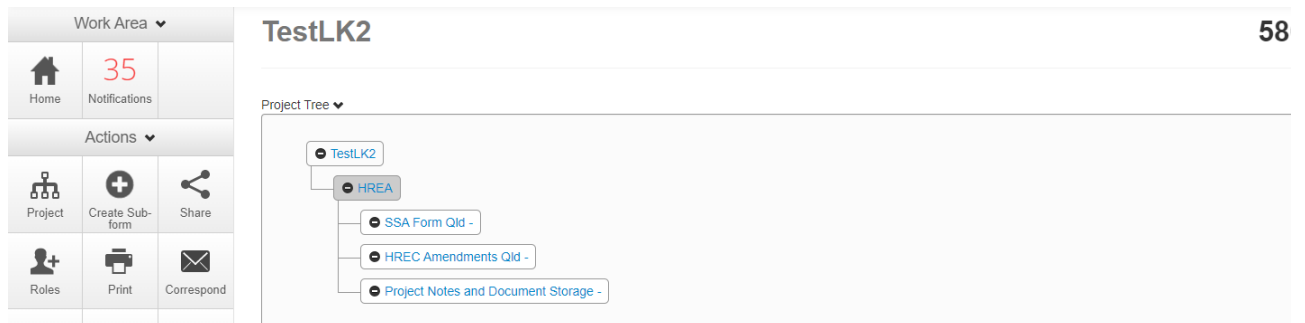 Work Area
TestLK2
58
35
Home
Notifications
Project Tree
Actions
TestLK2
HREA
Project
Create Sub-
form
Share
SSA Form Qld -
HREC Amendments Qld -
Roles
Print
Correspond
Project Notes and Document Storage -